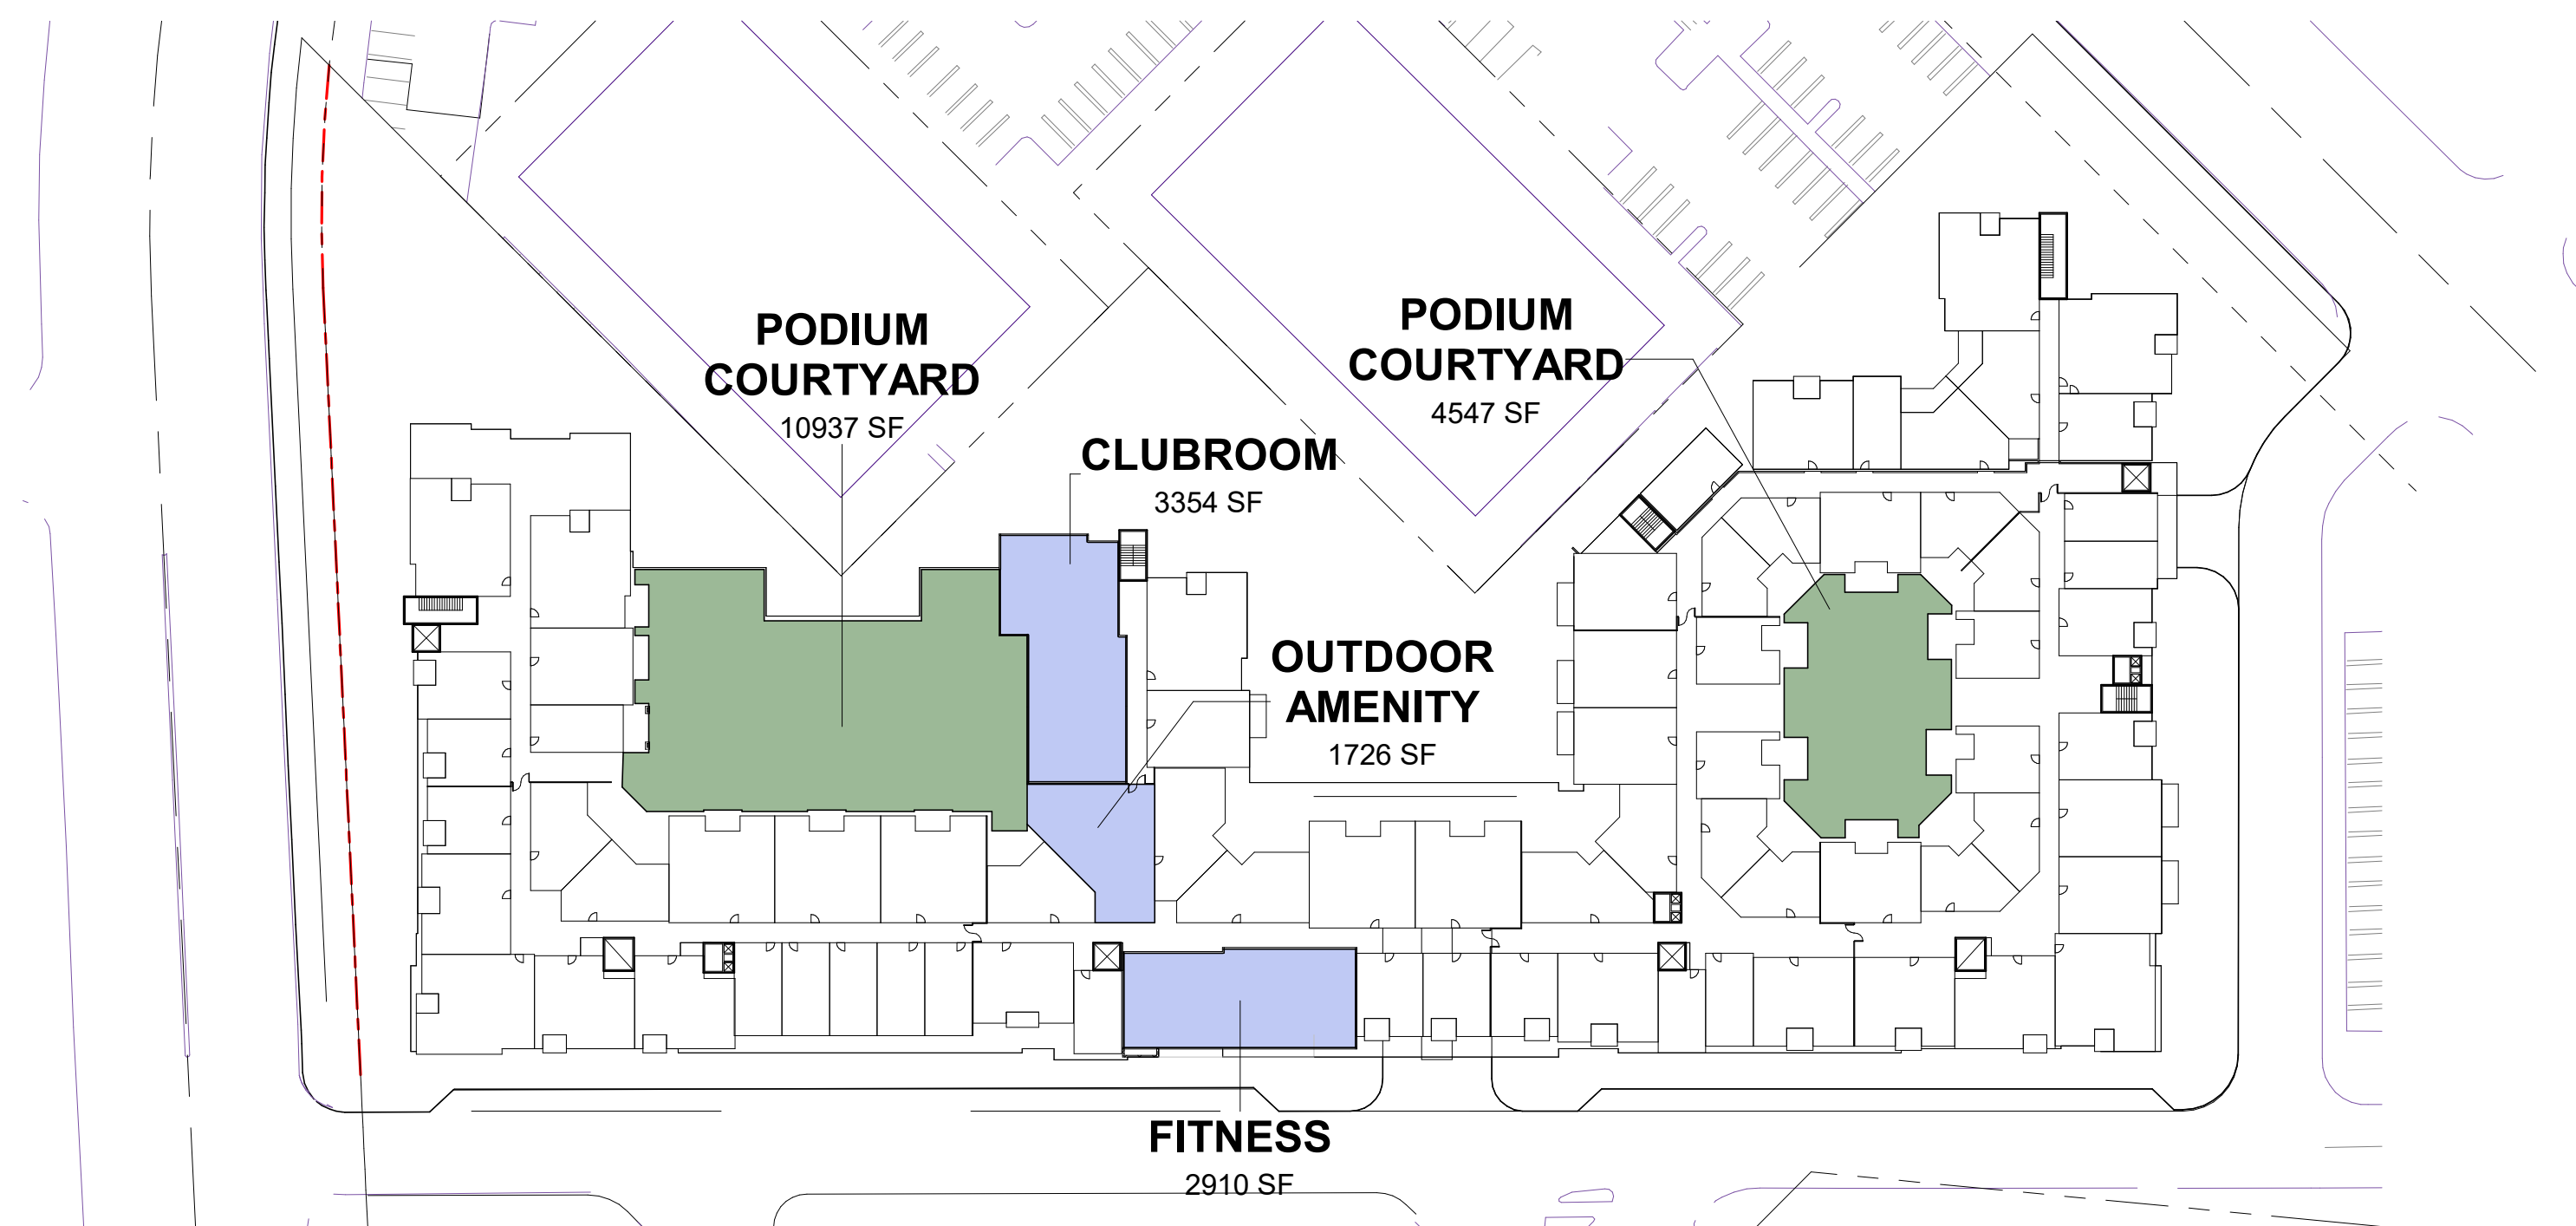 PODIUM
COURTYARD
10937 SF
PODIUM
COURTYARD
4547 SF
CLUBROOM
3354 SF
OUTDOOR
AMENITY
1726 SF
FITNESS
2910 SF